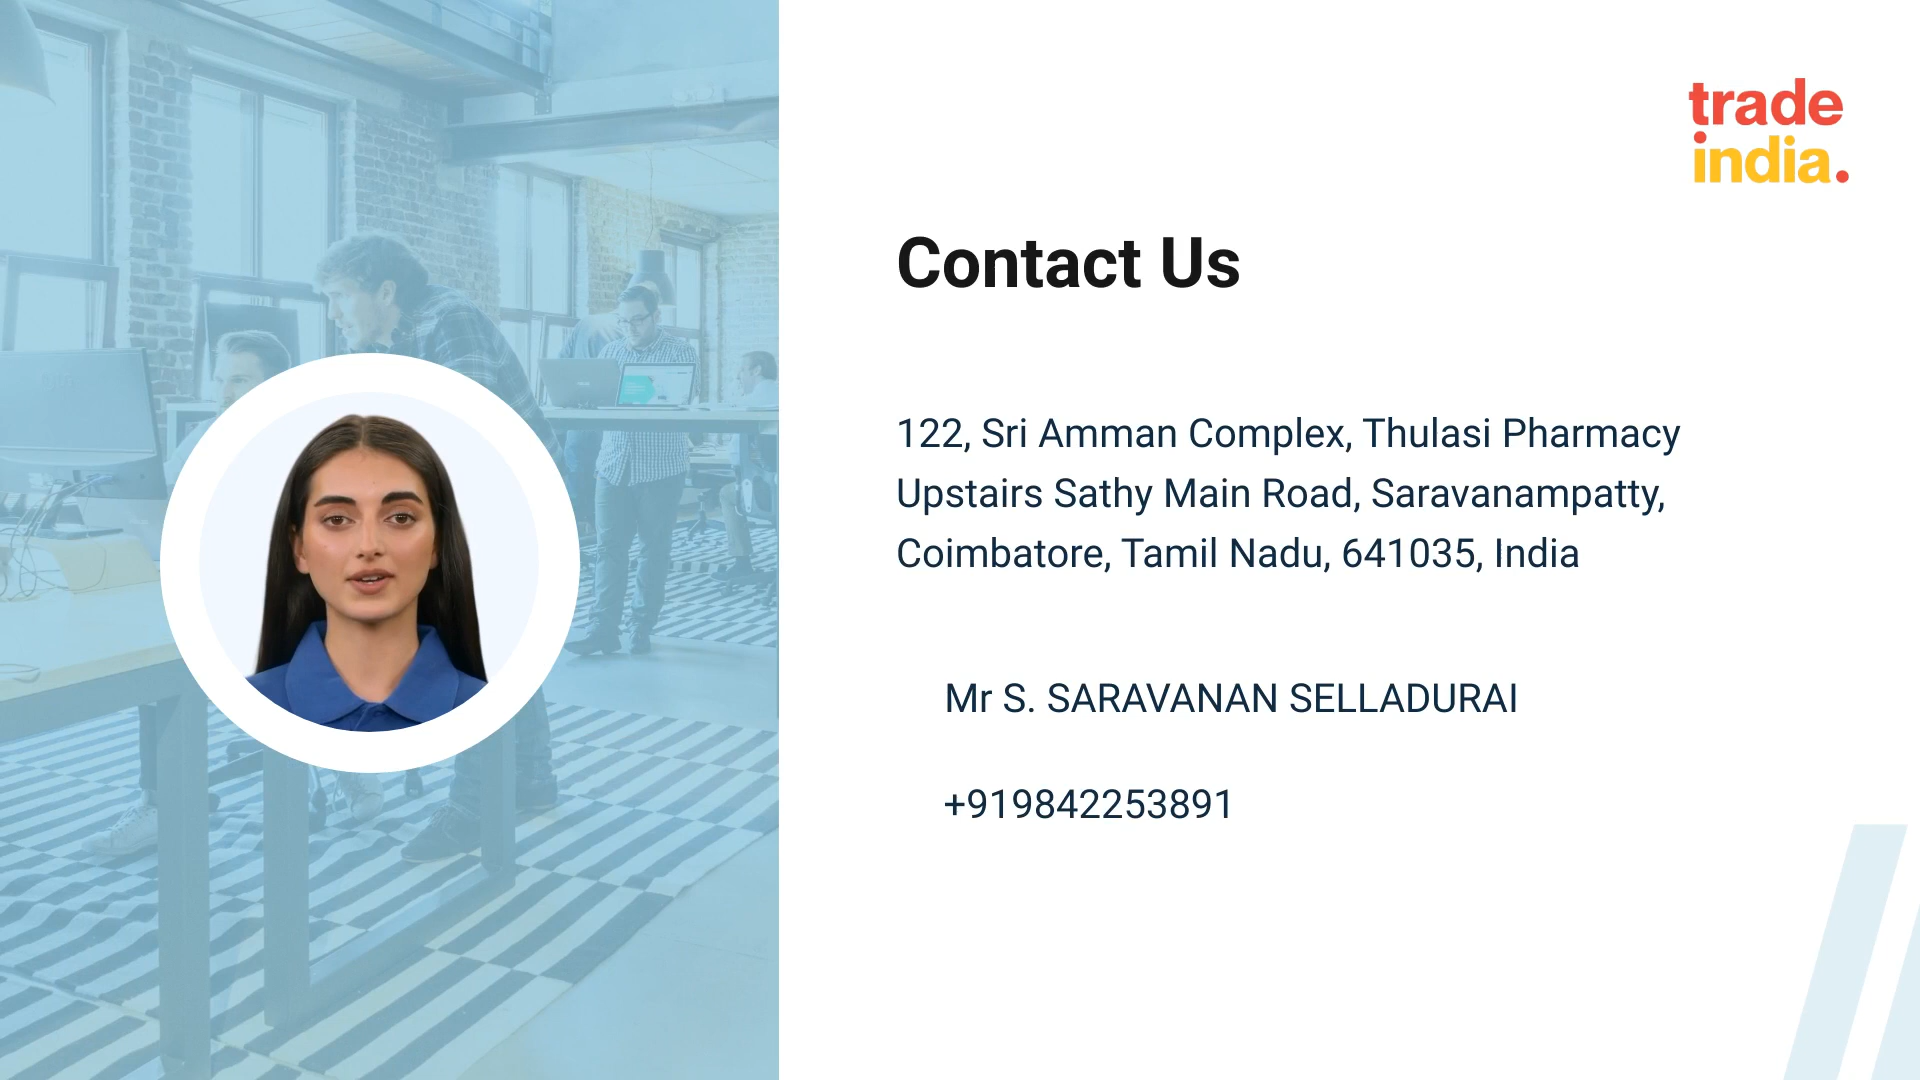 trade
india.
Contact Us
122, Sri Amman Complex, Thulasi Pharmacy
Upstairs Sathy Main Road, Saravanampatty,
Coimbatore, Tamil Nadu, 641035, India
Mr S. SARAVANAN SELLADURAI
+919842253891